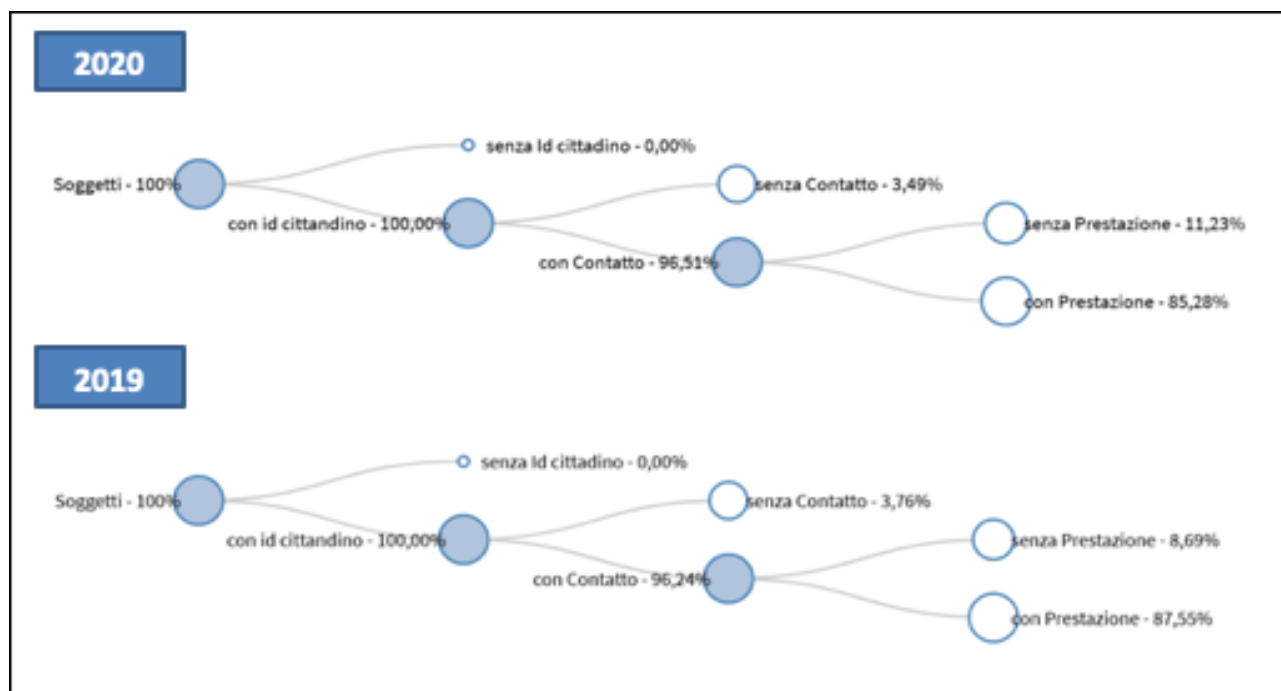 2020
senza Id cittadino - 0,00%
Soggetti - 100%
senza Contatto - 3,49%
con id cittandino - 100,00%
senza Prestazione - 11,23%
con Contatto - 96,51%
con Prestazione - 85,28%
2019
senza Id cittadino - 0,00%
Soggetti - 100%
senza Contatto - 3,76%
con id cittandino - 100,00%
senza Prestazione - 8,69%
con Contatto - 96,24%
con Prestazione - 87,55%